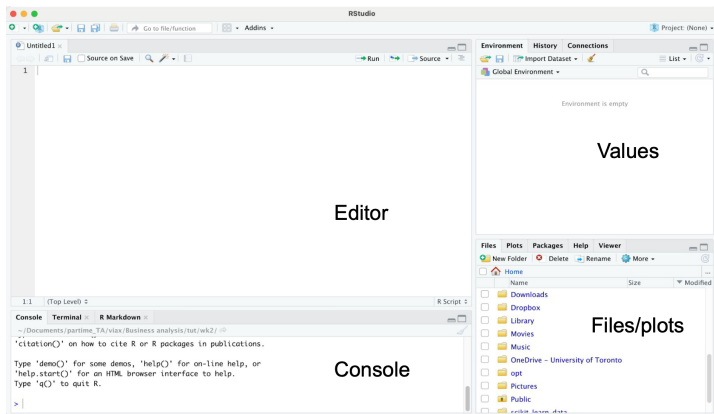 RStudio
Go to file/function
Addins
Project: (None)
Untitled1
Source on Save
Run
Source
1
Editor
1:1 (Top Level)
R Script
Console Terminal R Markdown
~/Documents/partime_TA/viax/Business analysis/tut/wk2/
'citation()' on how to cite R or R packages in publications.
Type 'demo()' for some demos, 'help()' for on-line help, or
'help.start()' for an HTML browser interface to help.
Type 'q()' to quit R.
>
Console
Environment History Connections
Import Dataset
List
Global Environment
Environment is empty
Values
Files Plots Packages Help Viewer
New Folder Delete Rename More
Home
...
Name Size Modified
Downloads
Dropbox
Library
Movies
Music
OneDrive - University of Toronto
opt
Pictures
Public
scikit_learn_data
Files/plots